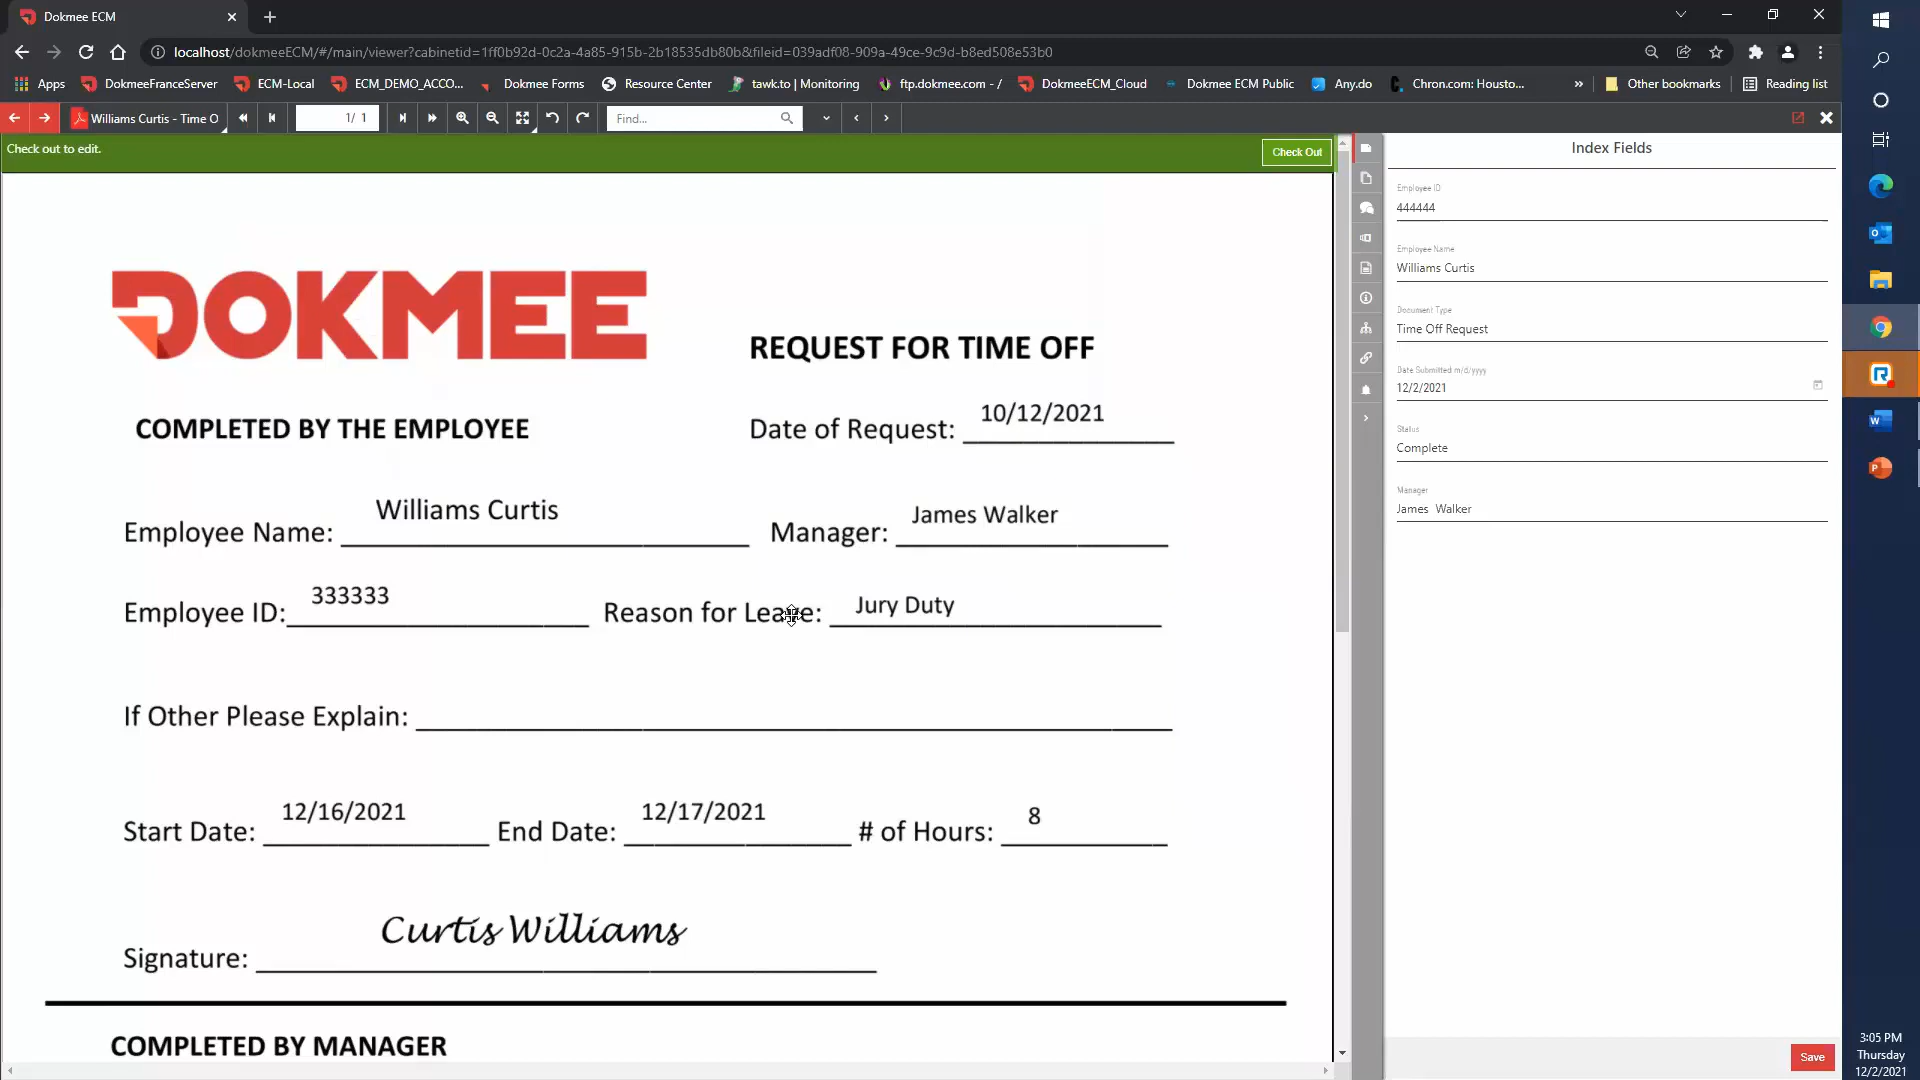 Dokmee ECM
localhost/dokmeeECM/#/main/viewer?cabinetid=1ff0b92d-0c2a-4a85-915b-2b18535db80b&fileid=039adf08-909a-49ce-9c9d-b8ed508e53b0
Apps DokmeeFranceServer ECM-Local ECM_DEMO_ACCO... Dokmee Forms Resource Center tawk.to | Monitoring ftp.dokmee.com - / DokmeeECM_Cloud Dokmee ECM Public Any.do Chron.com: Housto... » Other bookmarks Reading list
Williams Curtis - Time O 1/ 1 Find...
Check out to edit. Check Out
DOKMEE
REQUEST FOR TIME OFF
COMPLETED BY THE EMPLOYEE Date of Request: 10/12/2021
Employee Name: Williams Curtis Manager: James Walker
Employee ID: 333333 Reason for Leave: Jury Duty
If Other Please Explain:
Start Date: 12/16/2021 End Date: 12/17/2021 # of Hours: 8
Signature: Curtis Williams
COMPLETED BY MANAGER
Index Fields
Employee ID
444444
Employee Name
Williams Curtis
Document Type
Time Off Request
Date Submitted m/d/yyyy
12/2/2021
Status
Complete
Manager
James Walker
Save
3:05 PM
Thursday
12/2/2021